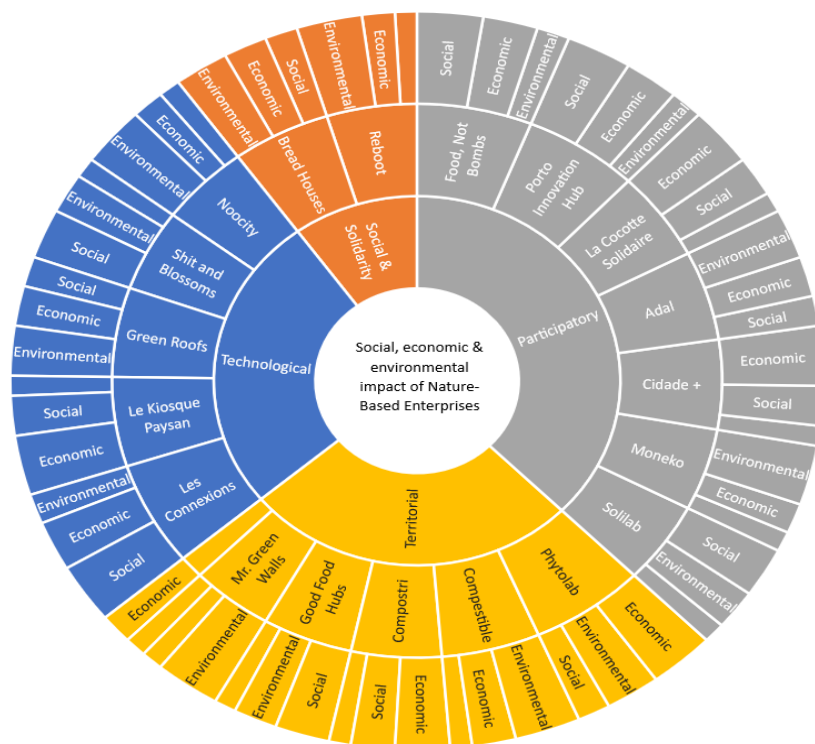 Social, economic &
environmental
impact of Nature-
Based Enterprises
Participatory
Territorial
Technological
Social &
Solidarity
Food, Not
Bombs
Porto
Innovation
Hub
La Cocotte
Solidaire
Adal
Cidade +
Moneko
Solilab
Phytolab
Compestible
Compostri
Good Food
Hubs
Mr. Green
Walls
Les
Connexions
Le Kiosque
Paysan
Green Roofs
Shit and
Blossoms
Noocity
Bread Houses
Reboot
Social
Economic
Environmental
Social
Economic
Environmental
Economic
Social
Environmental
Economic
Social
Economic
Social
Environmental
Economic
Social
Environmental
Economic
Environmental
Social
Environmental
Economic
Economic
Social
Social
Environmental
Environmental
Economic
Social
Economic
Environmental
Economic
Social
Environmental
Economic
Social
Social
Environmental
Environmental
Economic
Environmental
Economic
Social
Environmental
Economic